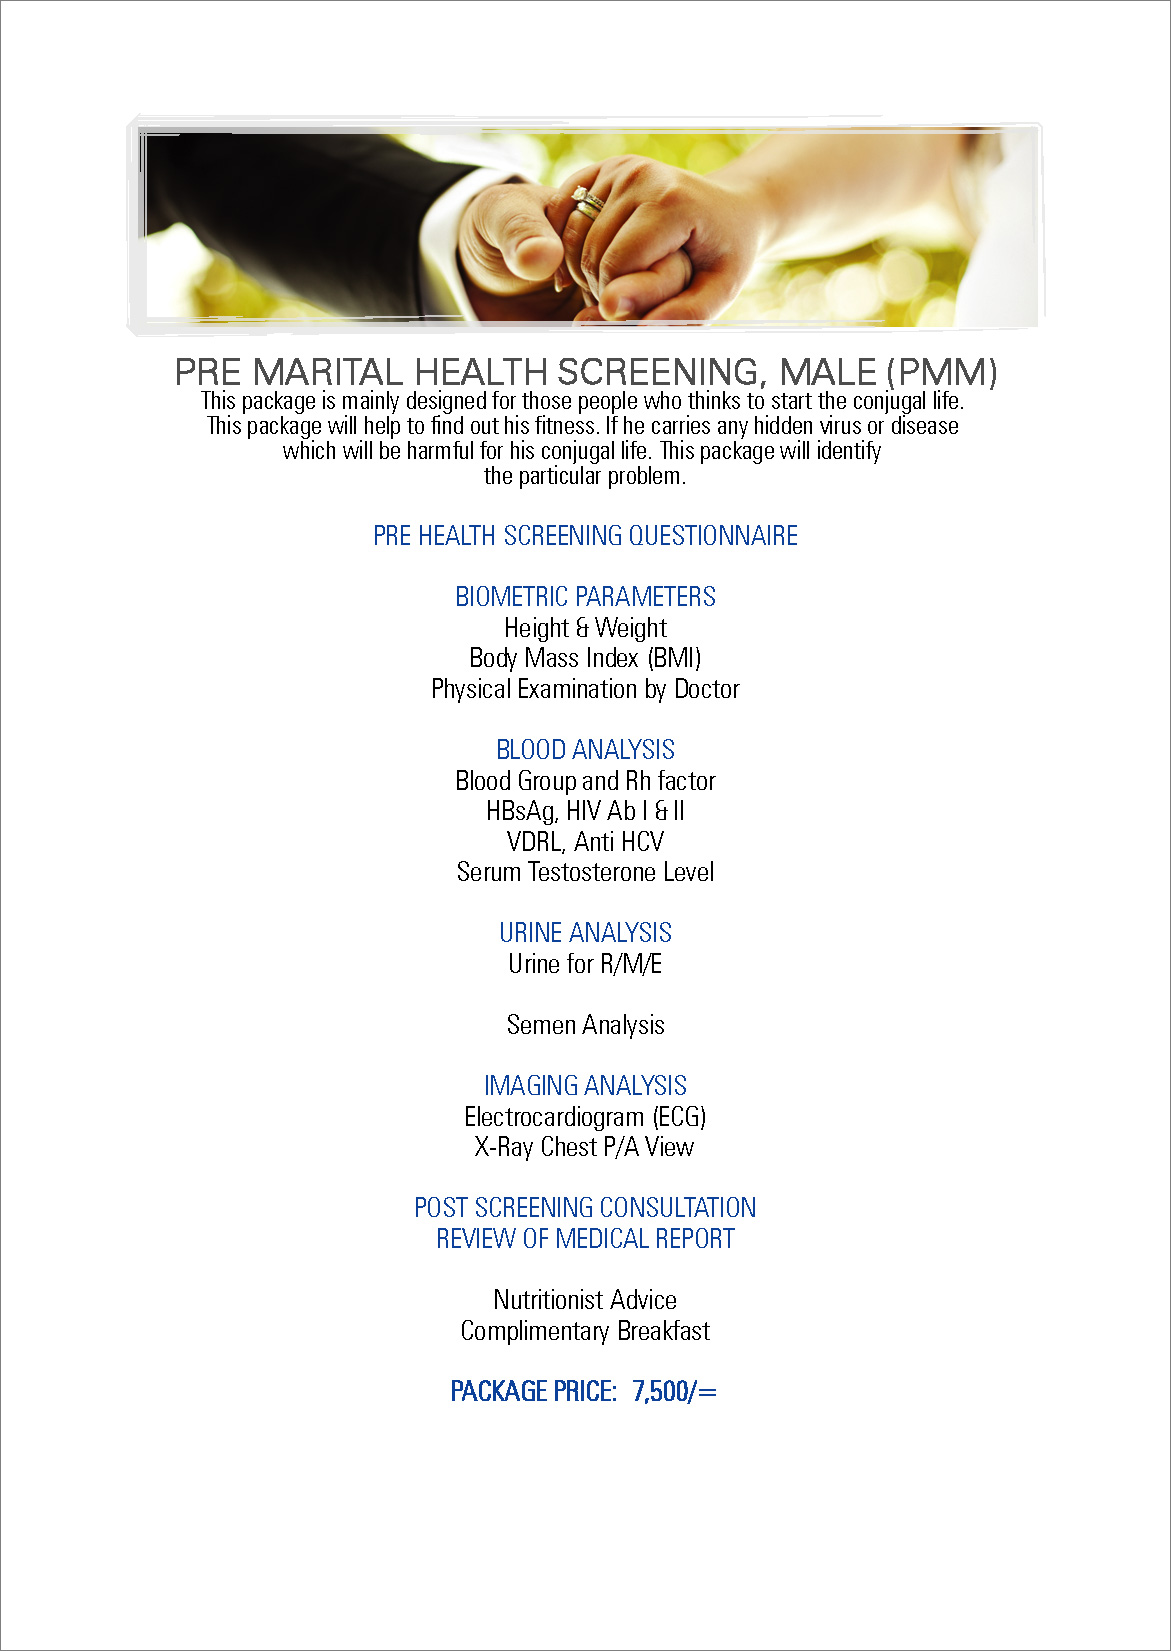 PRE MARITAL HEALTH SCREENING, MALE (PMM)
This package is mainly designed for those people who thinks to start the conjugal life.
This package will help to find out his fitness. If he carries any hidden virus or disease
which will be harmful for his conjugal life. This package will identify
the particular problem.
PRE HEALTH SCREENING QUESTIONNAIRE
BIOMETRIC PARAMETERS
Height & Weight
Body Mass Index (BMI)
Physical Examination by Doctor
BLOOD ANALYSIS
Blood Group and Rh factor
HBsAg, HIV Ab I & II
VDRL, Anti HCV
Serum Testosterone Level
URINE ANALYSIS
Urine for R/M/E
Semen Analysis
IMAGING ANALYSIS
Electrocardiogram (ECG)
X-Ray Chest P/A View
POST SCREENING CONSULTATION
REVIEW OF MEDICAL REPORT
Nutritionist Advice
Complimentary Breakfast
PACKAGE PRICE: 7,500/=